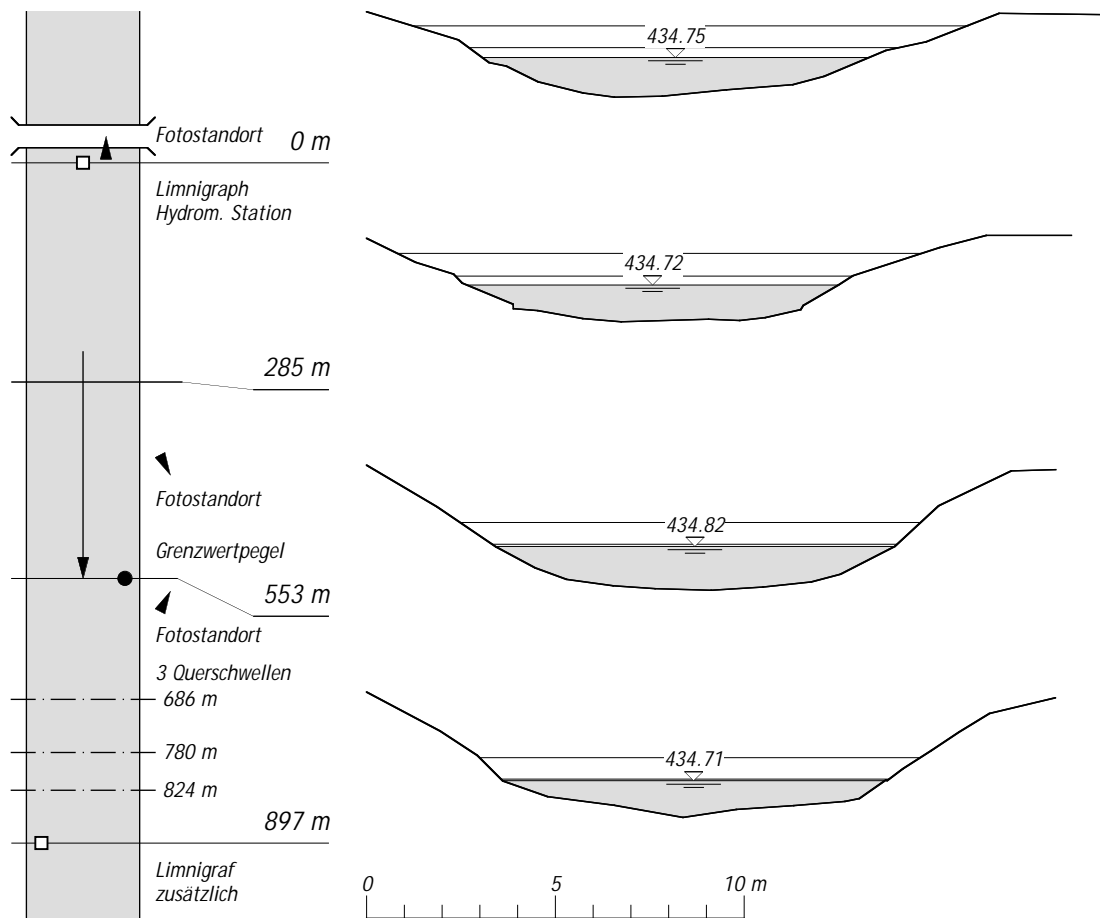 434.75
Fotostandort
0 m
Limnigraph
Hydrom. Station
434.72
285 m
Fotostandort
434.82
Grenzwertpegel
553 m
Fotostandort
3 Querschwellen
686 m
780 m
434.71
824 m
897 m
Limnigraf
zusätzlich
0 5 10 m